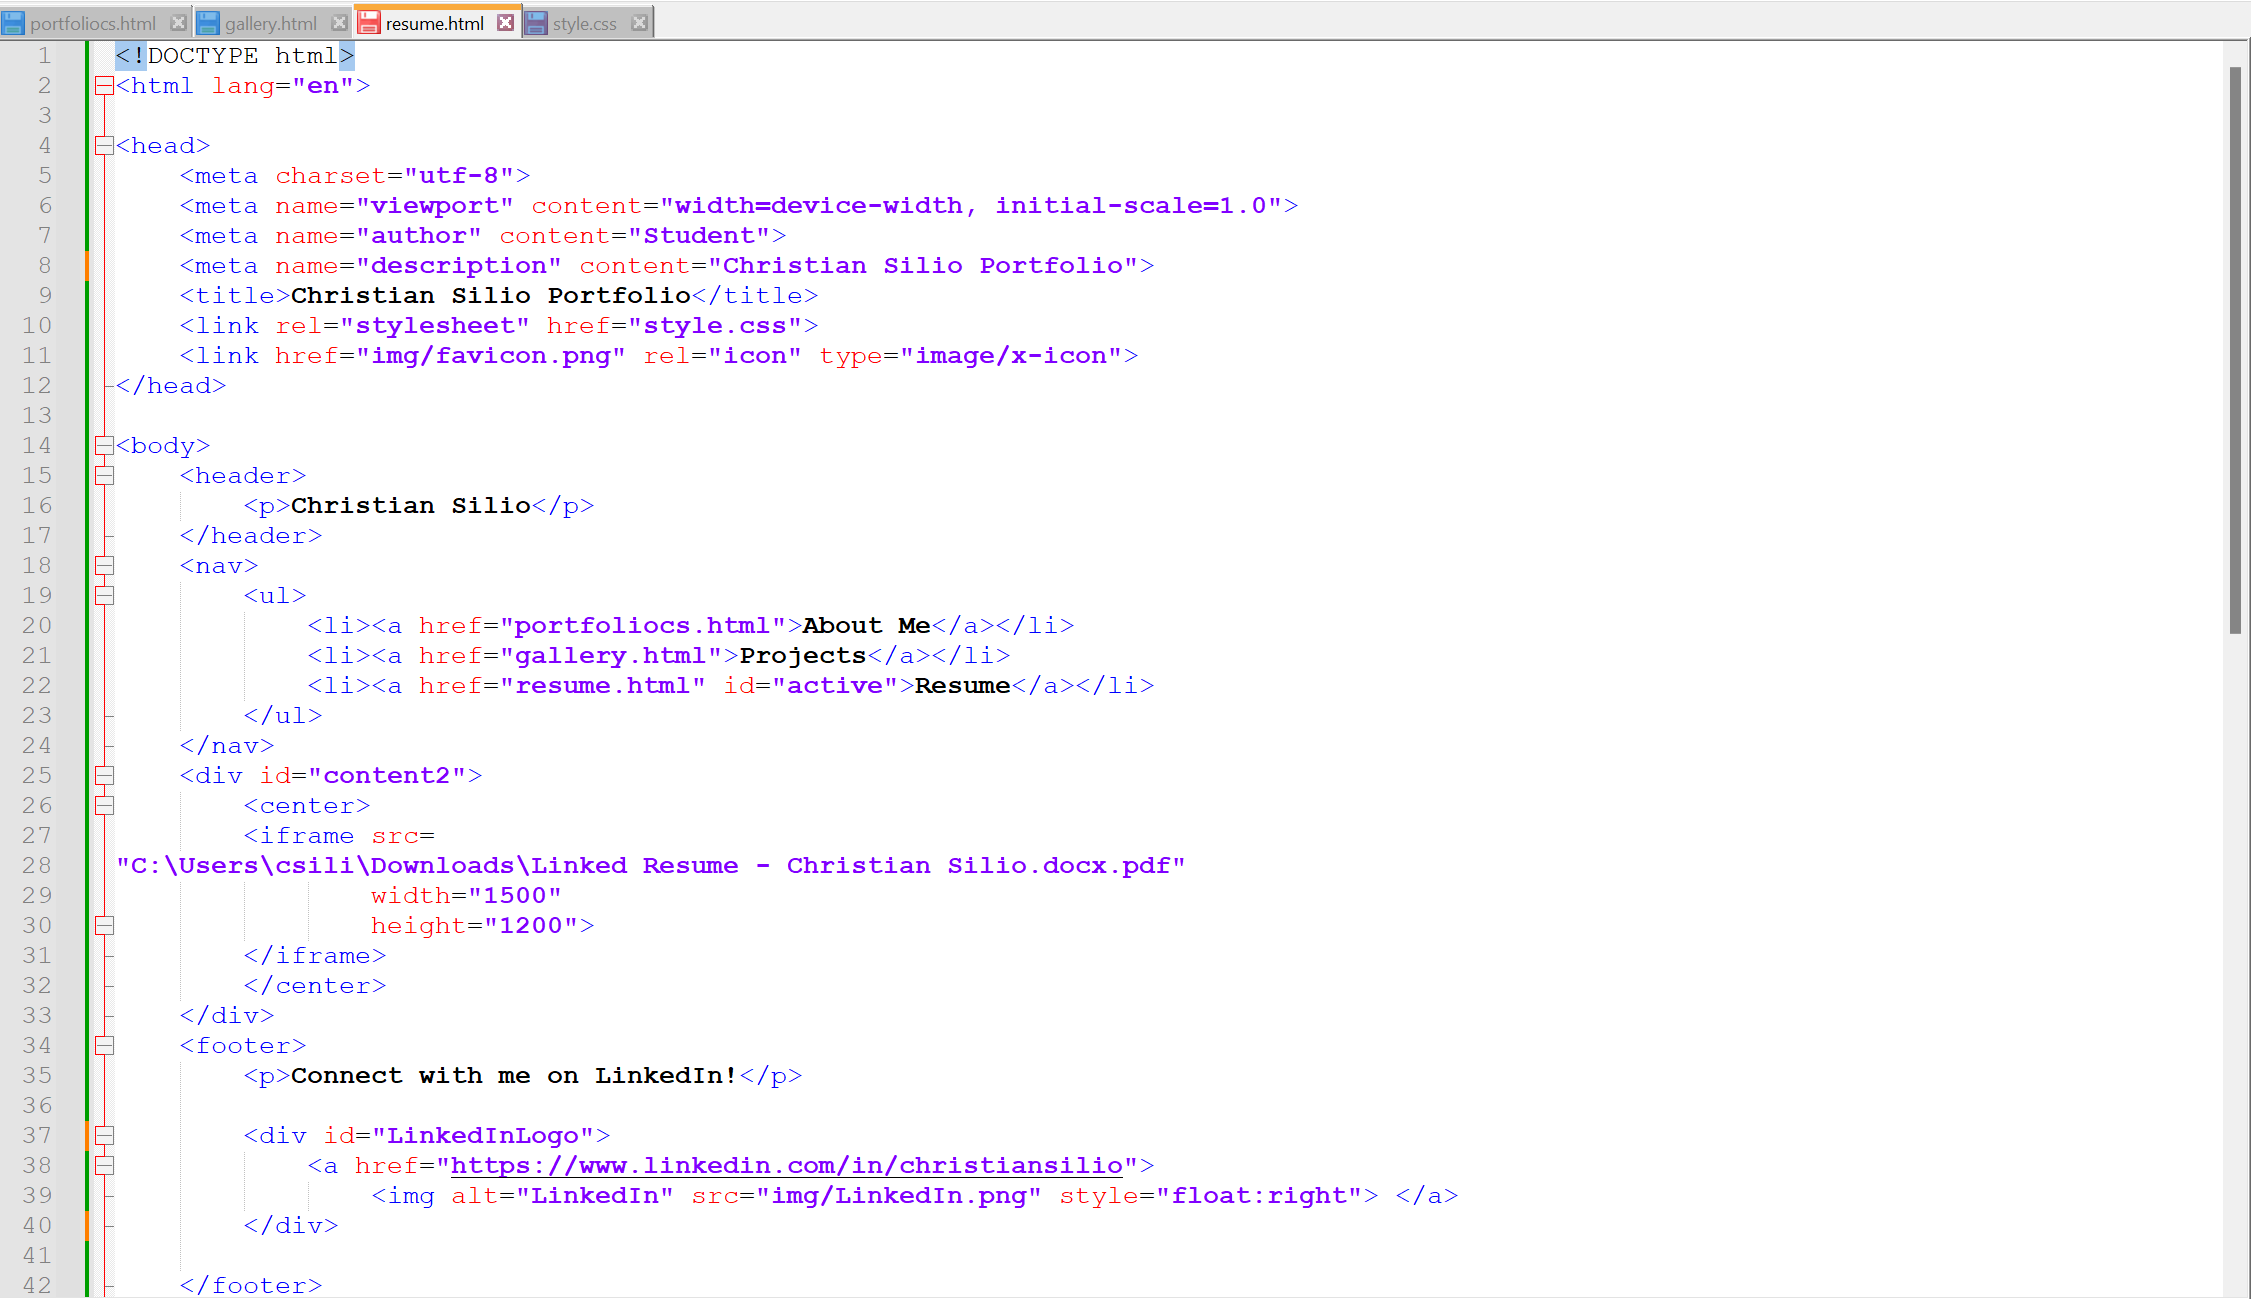 portfoliocs.html gallery.html resume.html style.css
1 <!DOCTYPE html>
2 <html lang="en">
3
4 <head>
5     <meta charset="utf-8">
6     <meta name="viewport" content="width=device-width, initial-scale=1.0">
7     <meta name="author" content="Student">
8     <meta name="description" content="Christian Silio Portfolio">
9     <title>Christian Silio Portfolio</title>
10     <link rel="stylesheet" href="style.css">
11     <link href="img/favicon.png" rel="icon" type="image/x-icon">
12 </head>
13
14 <body>
15     <header>
16         <p>Christian Silio</p>
17     </header>
18     <nav>
19         <ul>
20             <li><a href="portfoliocs.html">About Me</a></li>
21             <li><a href="gallery.html">Projects</a></li>
22             <li><a href="resume.html" id="active">Resume</a></li>
23         </ul>
24     </nav>
25     <div id="content2">
26         <center>
27         <iframe src=
28 "C:\Users\csili\Downloads\Linked Resume - Christian Silio.docx.pdf"
29                 width="1500"
30                 height="1200">
31         </iframe>
32         </center>
33     </div>
34     <footer>
35         <p>Connect with me on LinkedIn!</p>
36
37         <div id="LinkedInLogo">
38             <a href="https://www.linkedin.com/in/christiansilio">
39                 <img alt="LinkedIn" src="img/LinkedIn.png" style="float:right"> </a>
40         </div>
41
42     </footer>